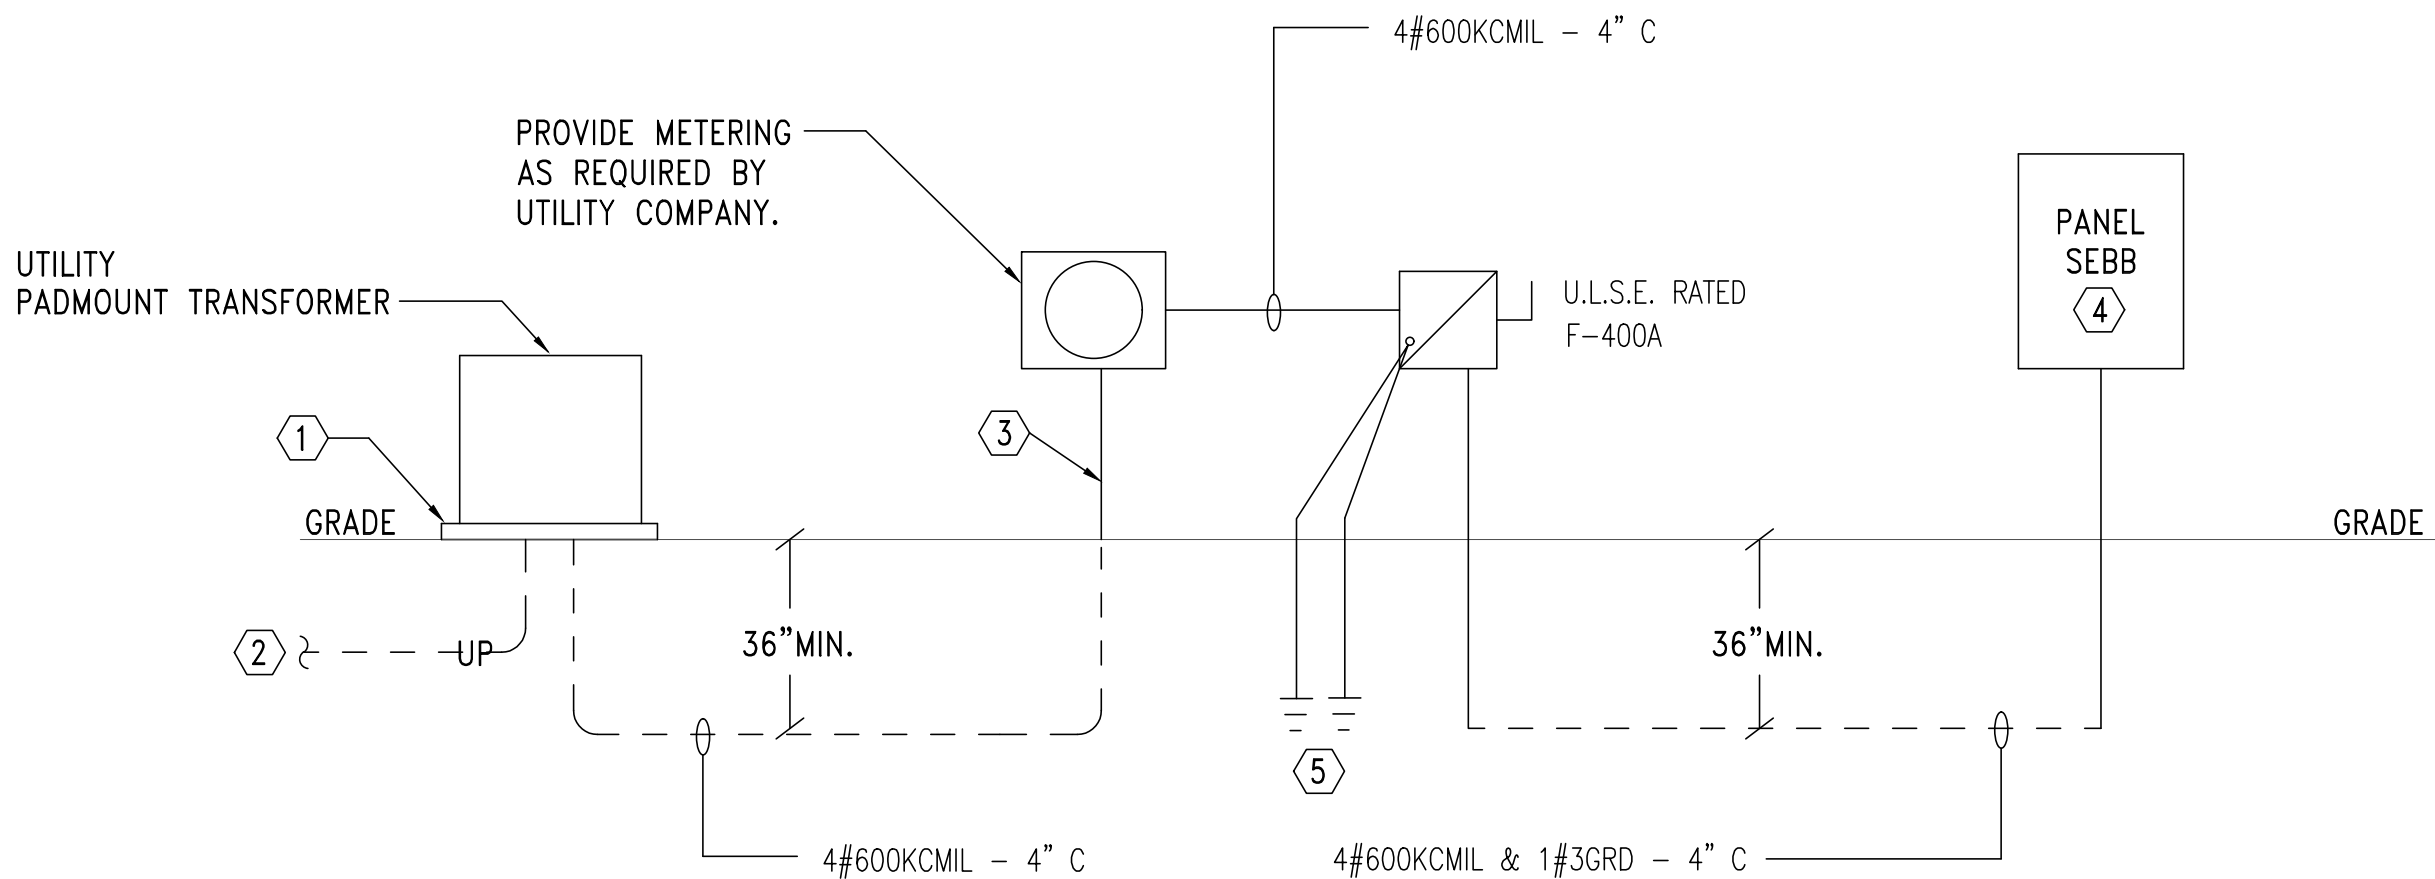 4#600KCMIL – 4” C
PROVIDE METERING
AS REQUIRED BY
UTILITY COMPANY.
UTILITY
PADMOUNT TRANSFORMER
U.L.S.E. RATED
F–400A
PANEL
SEBB
4
1
3
GRADE
GRADE
2
UP
36”MIN.
36”MIN.
5
4#600KCMIL – 4” C
4#600KCMIL & 1#3GRD – 4” C